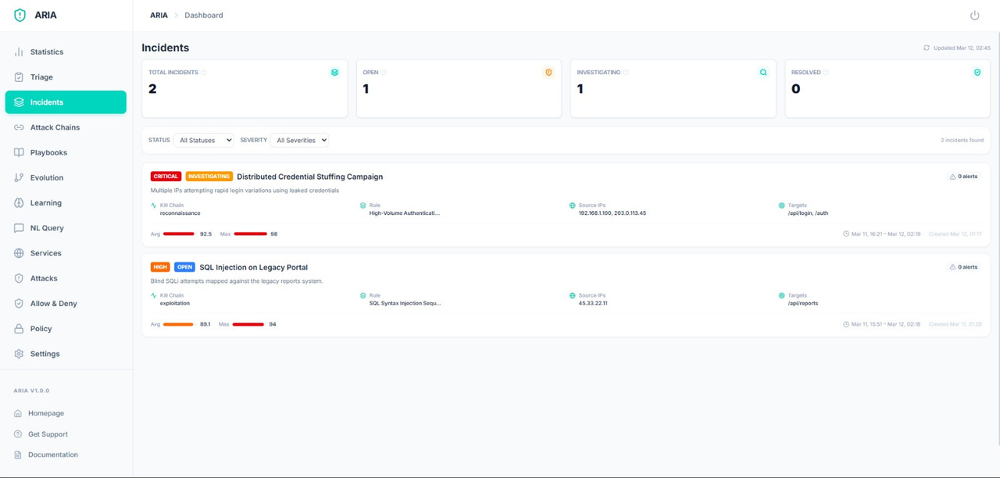 ARIA
ARIA > Dashboard
Statistics
Triage
Incidents
Attack Chains
Playbooks
Evolution
Learning
NL Query
Services
Attacks
Allow & Deny
Policy
Settings
ARIA V1.0.0
Homepage
Get Support
Documentation
Incidents
Updated Mar 12, 02:45
TOTAL INCIDENTS
2
OPEN
1
INVESTIGATING
1
RESOLVED
0
STATUS All Statuses SEVERITY All Severities 2 incidents found
CRITICAL INVESTIGATING Distributed Credential Stuffing Campaign 0 alerts
Multiple IPs attempting rapid login variations using leaked credentials
Kill Chain Rule Source IPs Targets
reconnaissance High-Volume Authenticati... 192.168.1.100, 203.0.113.45 /api/login, /auth
Avg 92.5 Max 98 Mar 11, 16:21 – Mar 12, 02:19 Created Mar 12, 01:17
HIGH OPEN SQL Injection on Legacy Portal 0 alerts
Blind SQLi attempts mapped against the legacy reports system.
Kill Chain Rule Source IPs Targets
exploitation SQL Syntax Injection Sequ... 45.33.22.11 /api/reports
Avg 89.1 Max 94 Mar 11, 15:51 – Mar 12, 02:18 Created Mar 11, 21:28